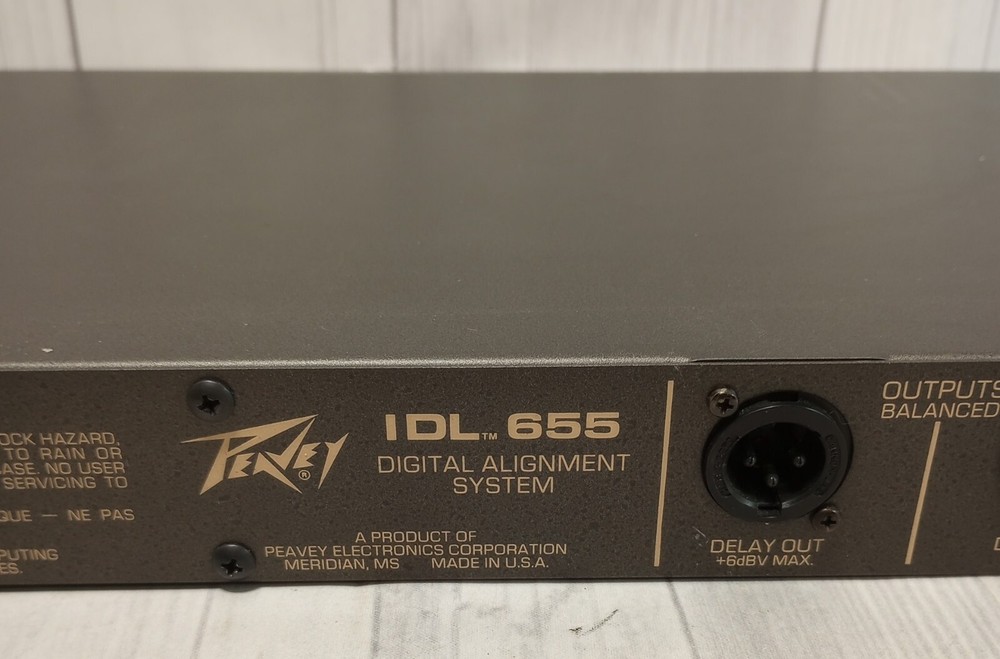 OCK HAZARD,
TO RAIN OR
ASE. NO USER
SERVICING TO
QUE — NE PAS
PUTING
ES.
PEAVEY®
IDL™ 655
DIGITAL ALIGNMENT
SYSTEM
A PRODUCT OF
PEAVEY ELECTRONICS CORPORATION
MERIDIAN, MS MADE IN U.S.A.
DELAY OUT
+6dBV MAX.
OUTPUTS
BALANCED